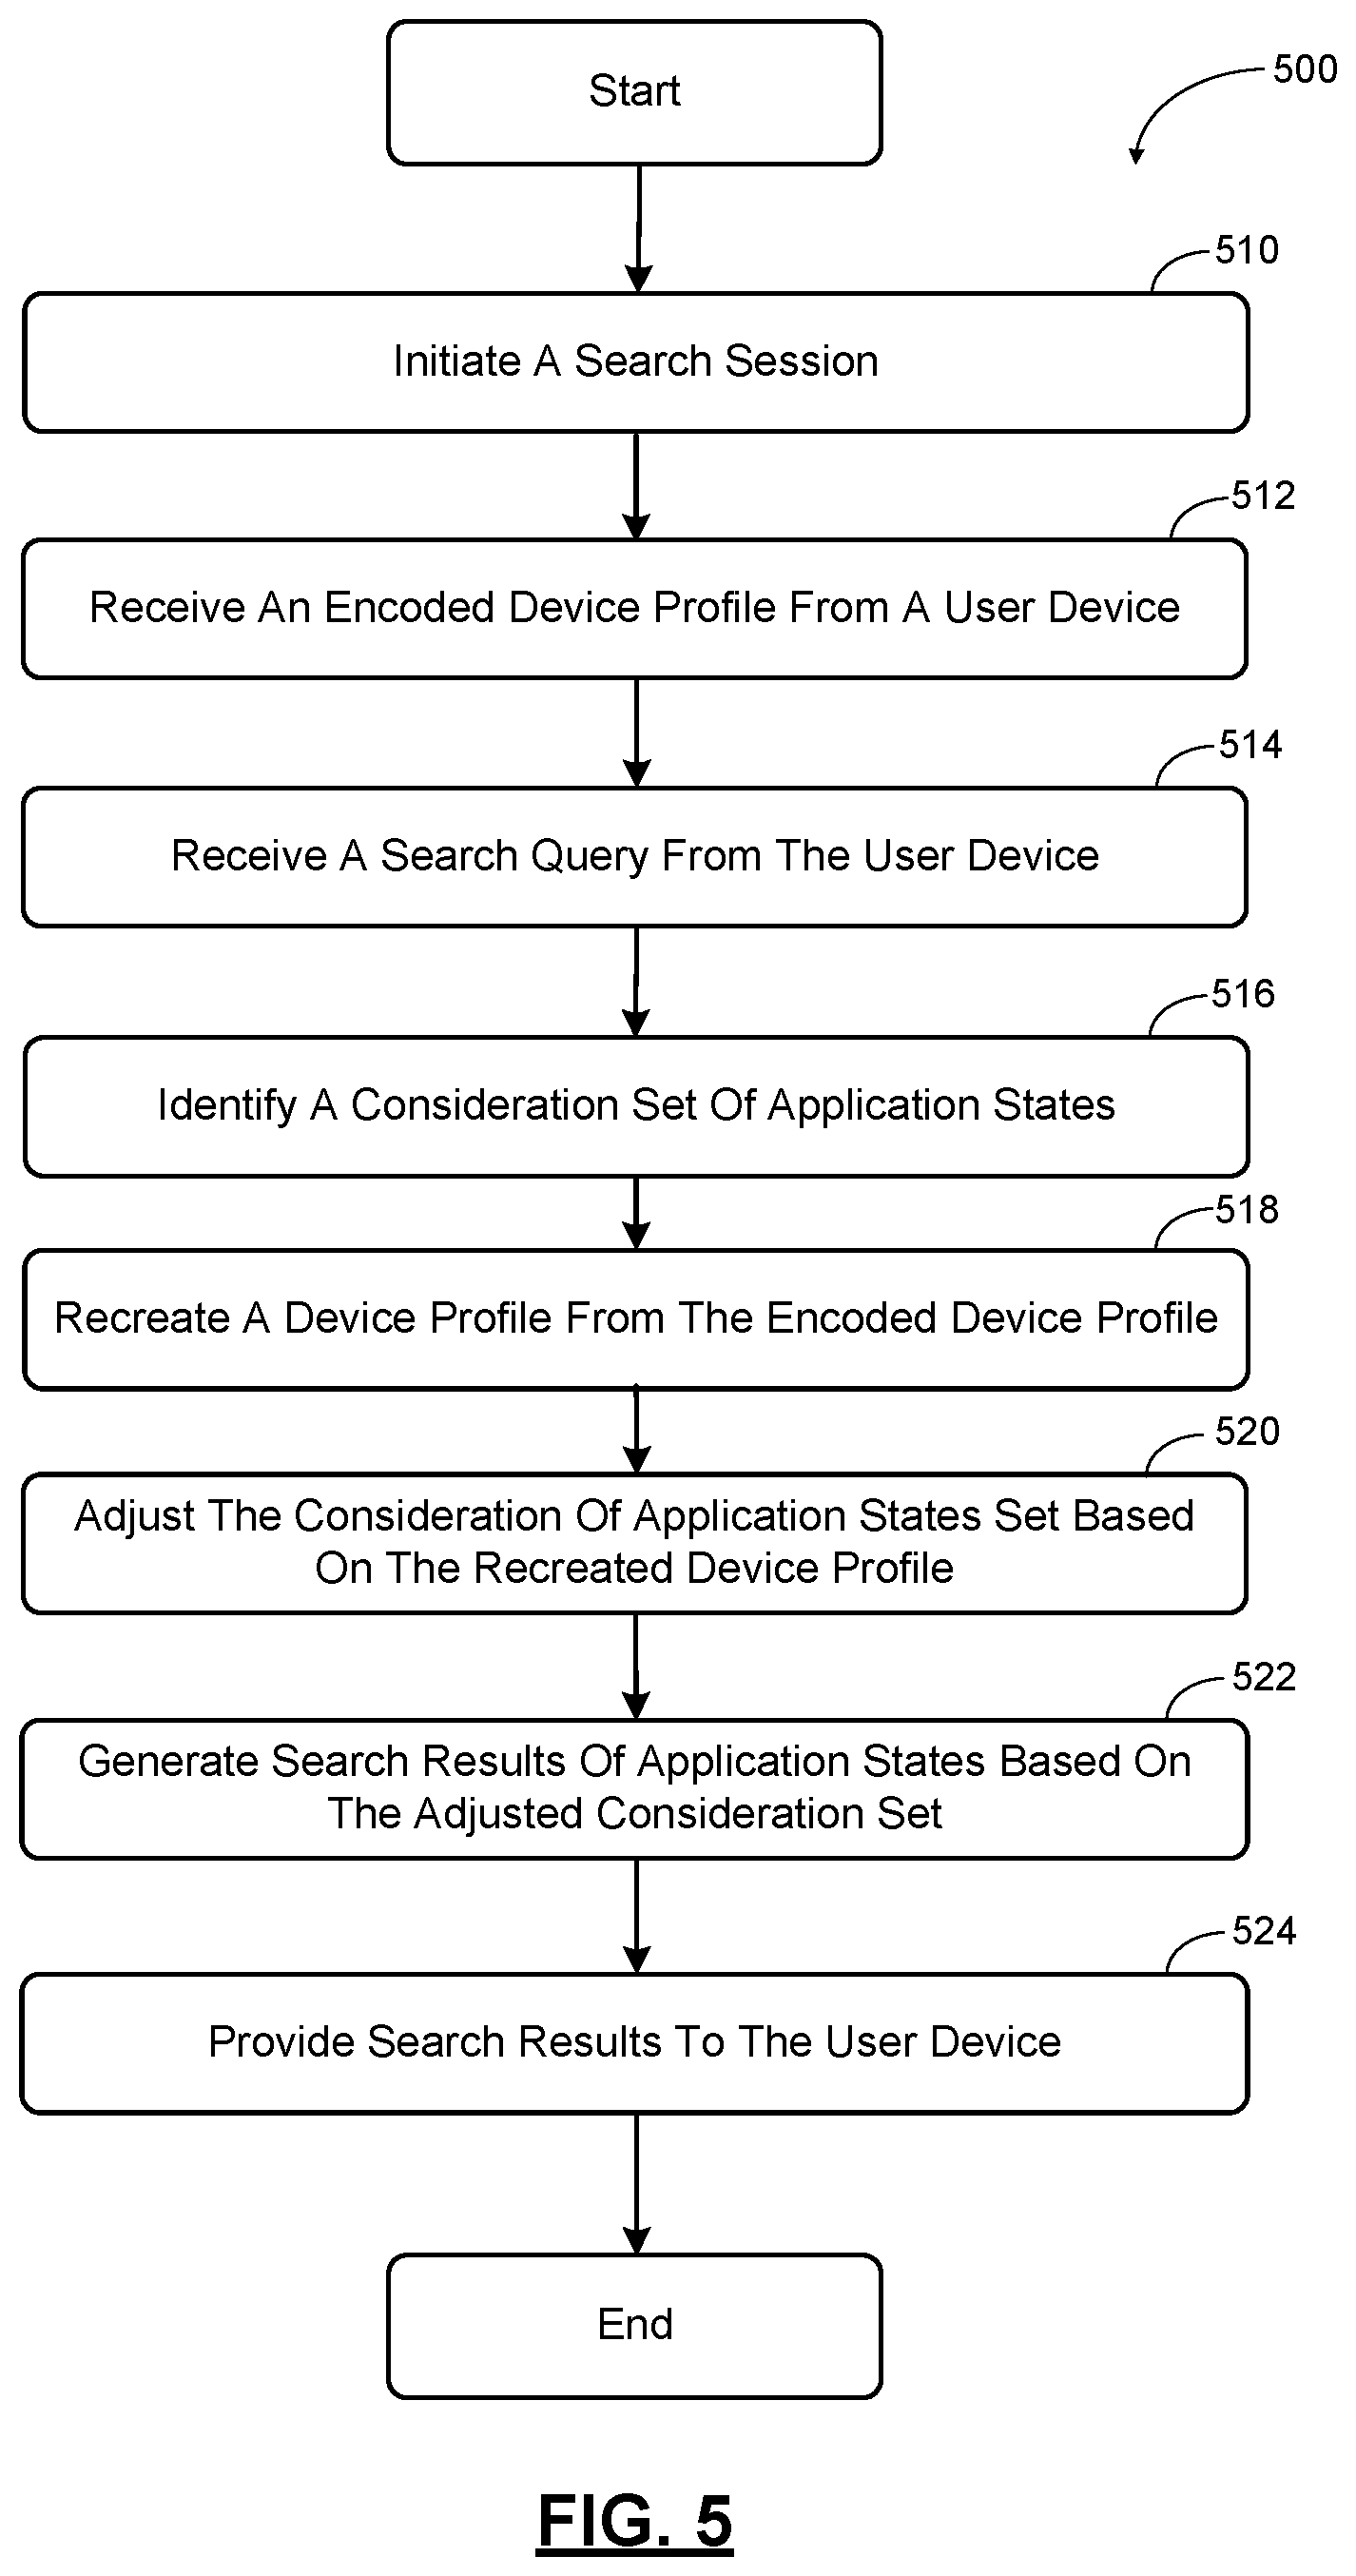 Start
500
510
Initiate A Search Session
512
Receive An Encoded Device Profile From A User Device
514
Receive A Search Query From The User Device
516
Identify A Consideration Set Of Application States
518
Recreate A Device Profile From The Encoded Device Profile
520
Adjust The Consideration Of Application States Set Based
On The Recreated Device Profile
522
Generate Search Results Of Application States Based On
The Adjusted Consideration Set
524
Provide Search Results To The User Device
End
FIG. 5